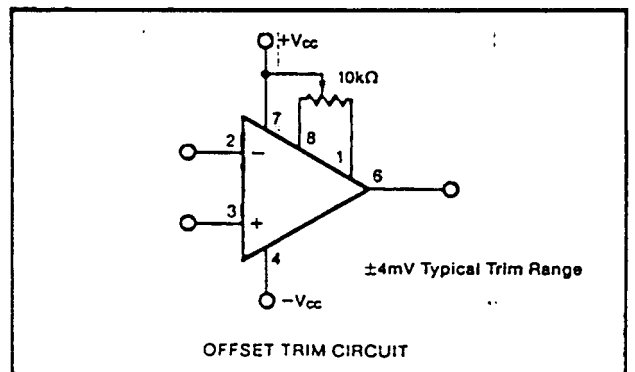 +Vcc
10kΩ
7
8
2
−
1
6
3
+
4
±4mV Typical Trim Range
−Vcc
OFFSET TRIM CIRCUIT